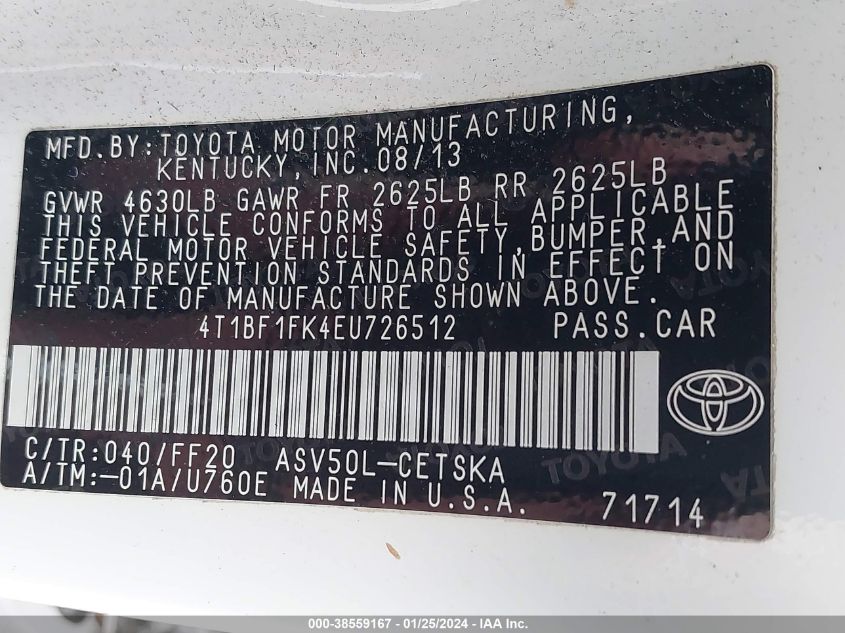 MFD.BY:TOYOTA MOTOR MANUFACTURING,
KENTUCKY,INC.08/13
GVWR 4630LB GAWR FR 2625LB RR 2625LB
THIS VEHICLE CONFORMS TO ALL APPLICABLE
FEDERAL MOTOR VEHICLE SAFETY,BUMPER,AND
THEFT PREVENTION STANDARDS IN EFFECT ON
THE DATE OF MANUFACTURE SHOWN ABOVE.
4T1BF1FK4EU726512 PASS.CAR
C/TR:040/FF20 ASV50L-CETSKA
A/TM:-01A/U760E MADE IN U.S.A. 71714
000-38559167 - 01/25/2024 - IAA Inc.